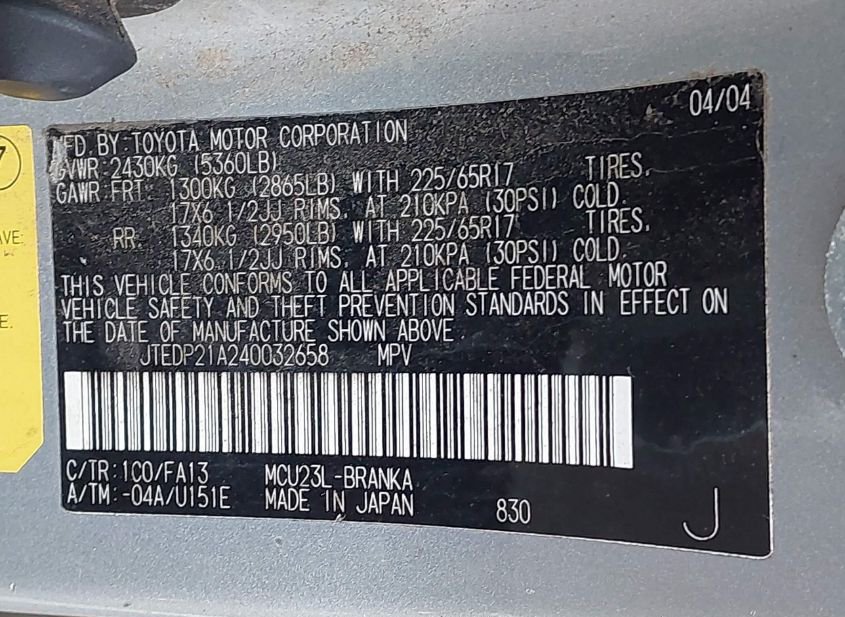 04/04
MFD. BY: TOYOTA MOTOR CORPORATION
GVWR: 2430KG (5360LB)
GAWR FRT. 1300KG (2865LB) WITH 225/65R17 TIRES,
17X6 1/2JJ RIMS, AT 210KPA (30PSI) COLD.
RR. 1340KG (2950LB) WITH 225/65R17 TIRES,
17X6 1/2JJ RIMS, AT 210KPA (30PSI) COLD.
THIS VEHICLE CONFORMS TO ALL APPLICABLE FEDERAL MOTOR
VEHICLE SAFETY AND THEFT PREVENTION STANDARDS IN EFFECT ON
THE DATE OF MANUFACTURE SHOWN ABOVE.
JTEDP21A240032658 MPV
C/TR: 1C0/FA13 MCU23L-BRANKA
A/TM: -04A/U151E MADE IN JAPAN 830 J